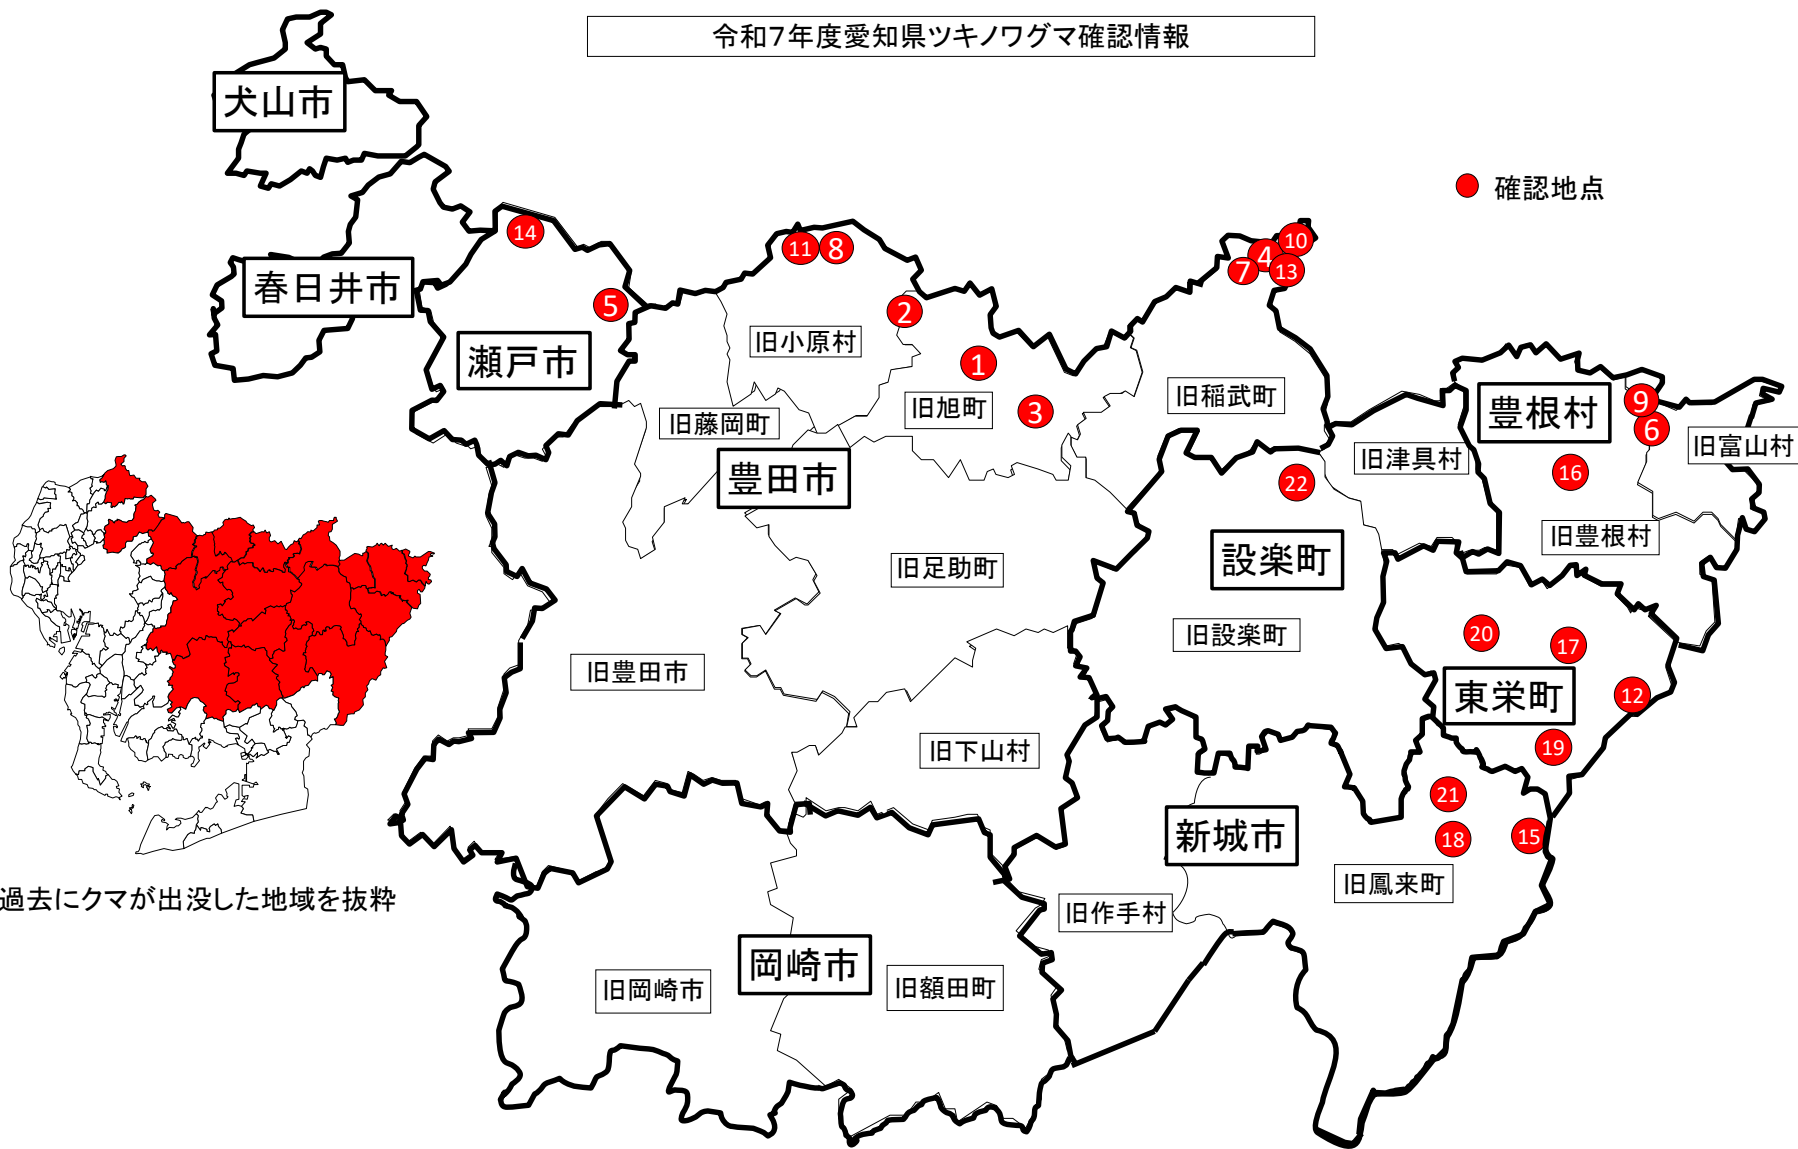 令和7年度愛知県ツキノワグマ確認情報
犬山市
確認地点
春日井市
14
11
8
10
4
7
13
5
2
瀬戸市
旧小原村
1
旧旭町
3
旧藤岡町
旧稲武町
豊田市
豊根村
9
6
旧富山村
旧津具村
16
22
旧豊根村
設楽町
旧足助町
旧設楽町
20
17
東栄町
12
19
旧豊田市
旧下山村
21
18
15
新城市
旧鳳来町
旧作手村
過去にクマが出没した地域を抜粋
岡崎市
旧岡崎市
旧額田町